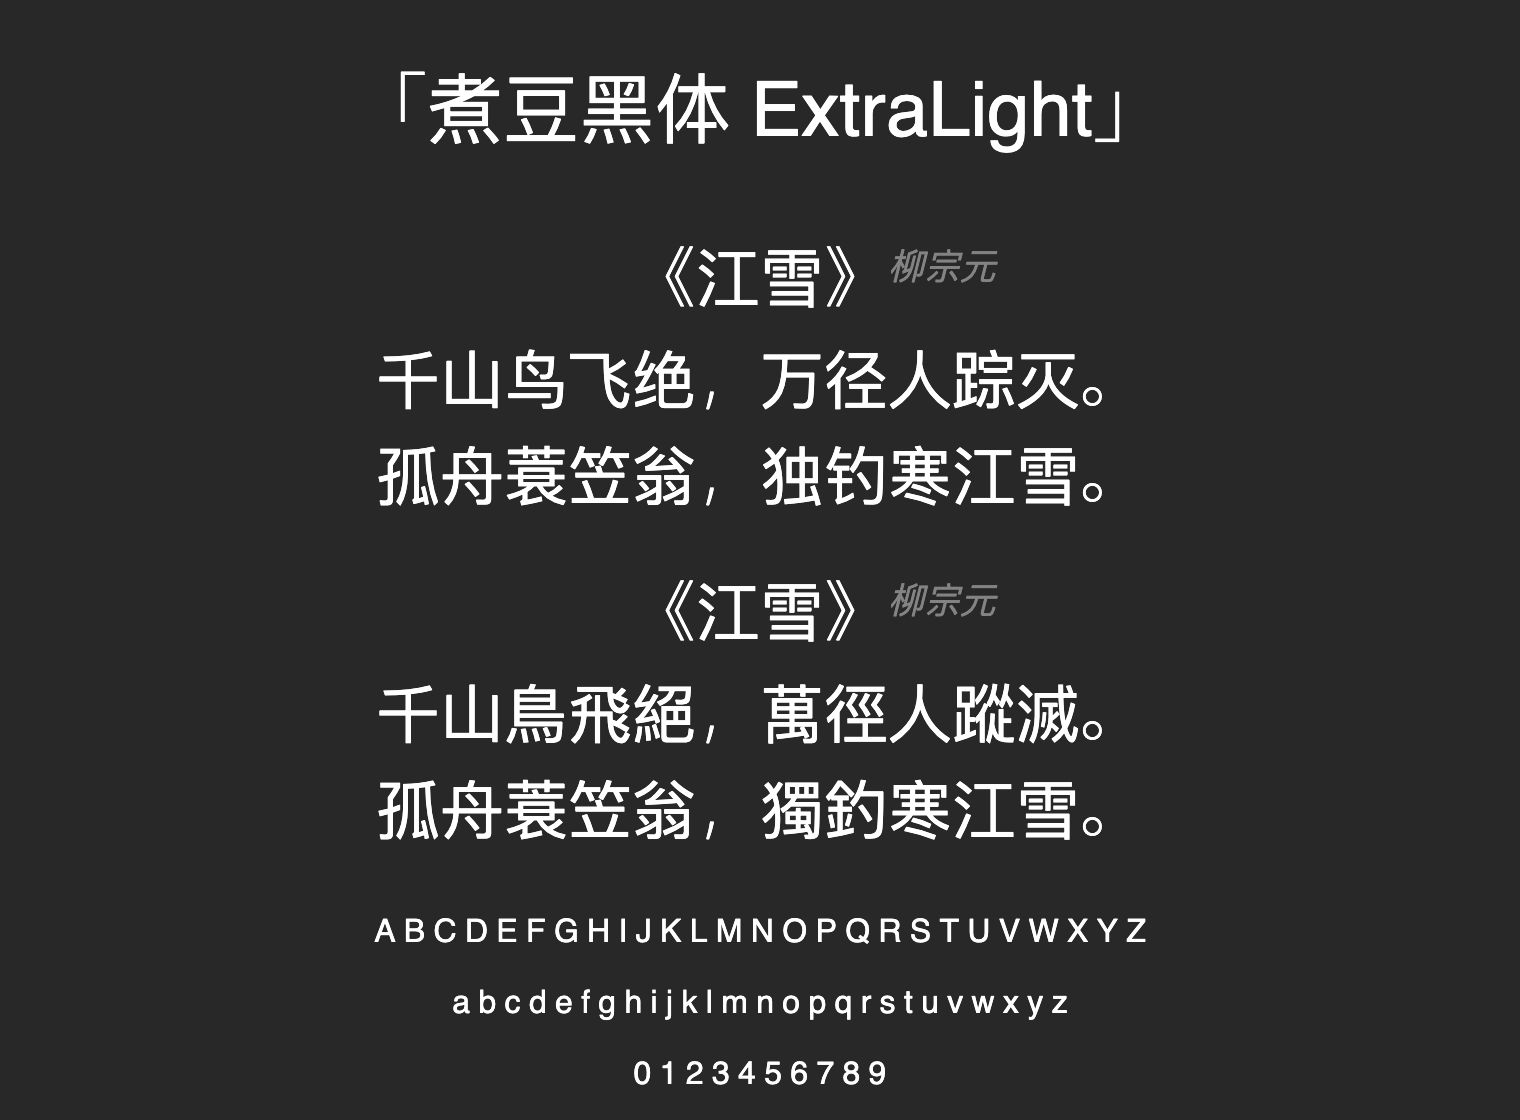 「煮豆黑体 ExtraLight」
《江雪》柳宗元
千山鸟飞绝，万径人踪灭。
孤舟蓑笠翁，独钓寒江雪。
《江雪》柳宗元
千山鳥飛絕，萬徑人蹤滅。
孤舟蓑笠翁，獨釣寒江雪。
A B C D E F G H I J K L M N O P Q R S T U V W X Y Z
a b c d e f g h i j k l m n o p q r s t u v w x y z
0 1 2 3 4 5 6 7 8 9